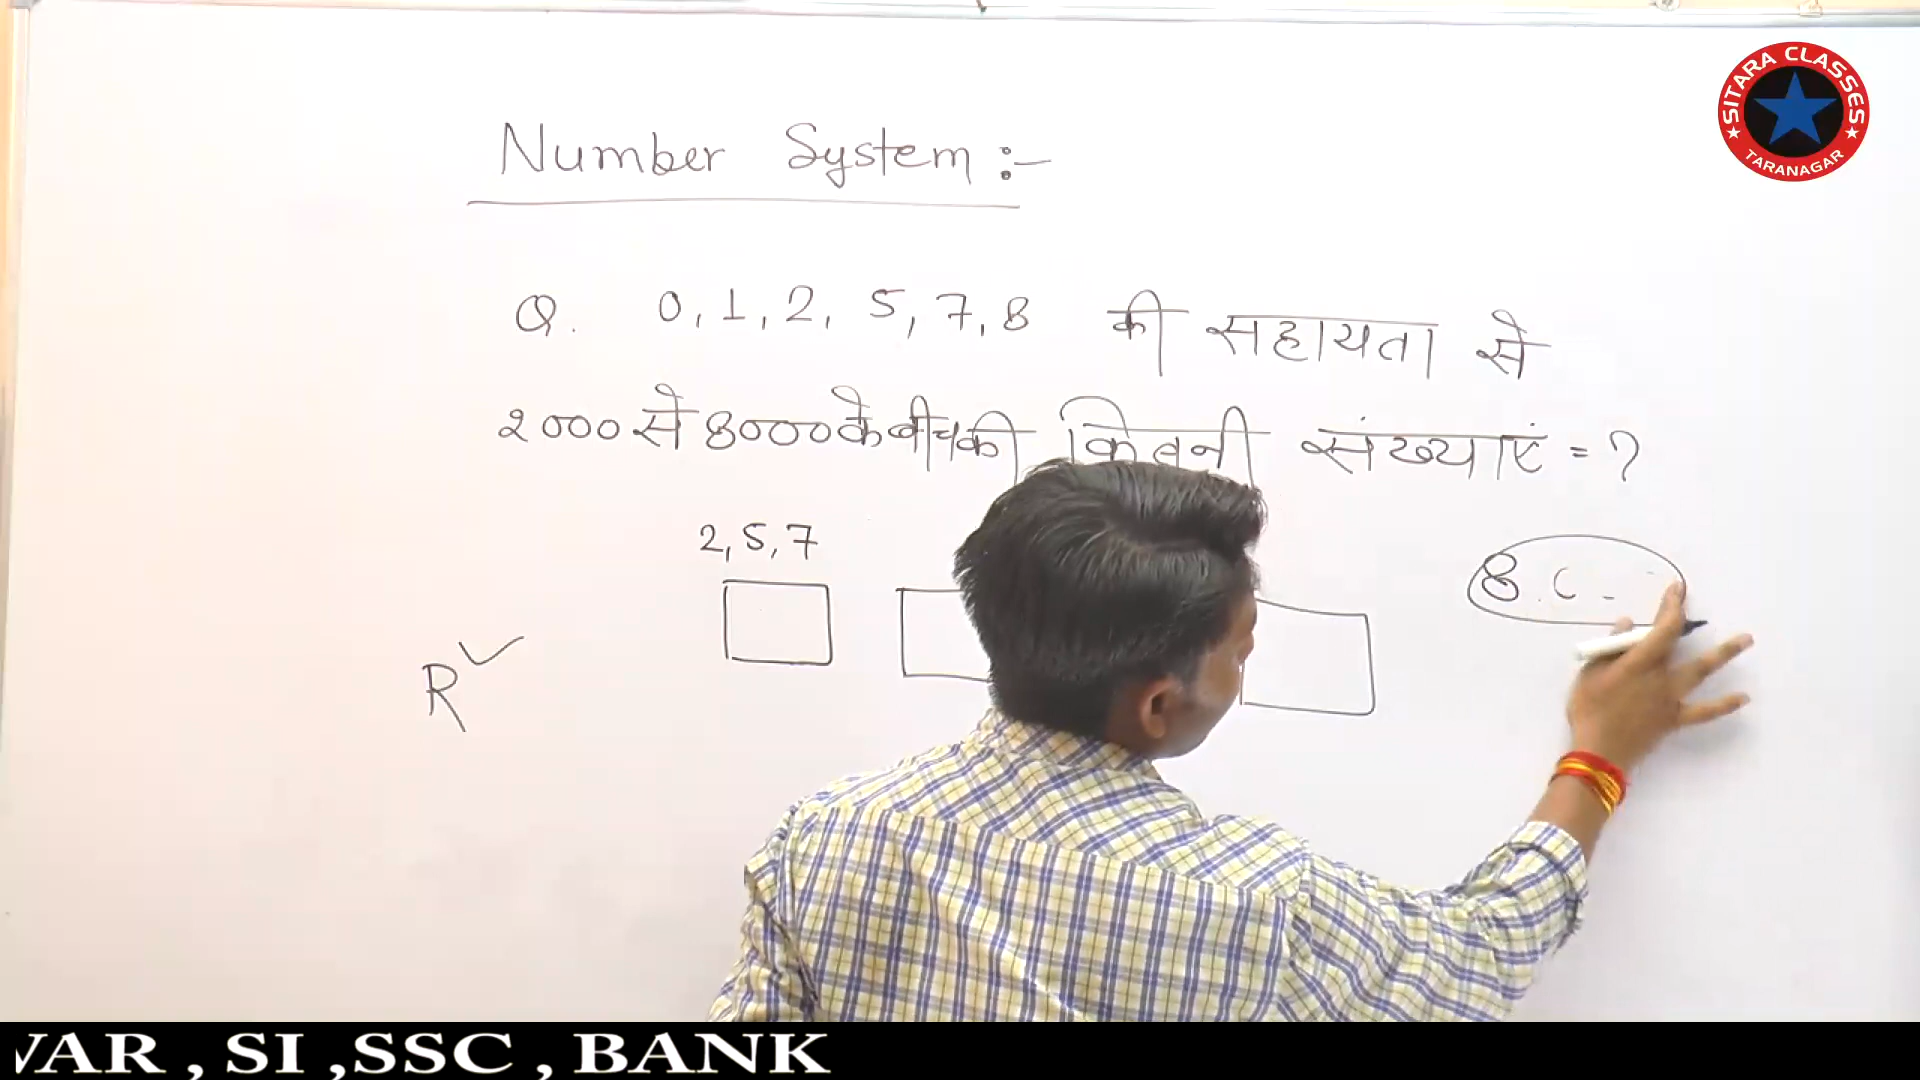 SITARA CLASSES
TARANAGAR
Number System :-
Q. 0, 1, 2, 5, 7, 8 की सहायता से
2000 से 8000 के बीच की कितनी संख्याएं = ?
2, 5, 7
8
R ✓
VAR , SI ,SSC , BANK